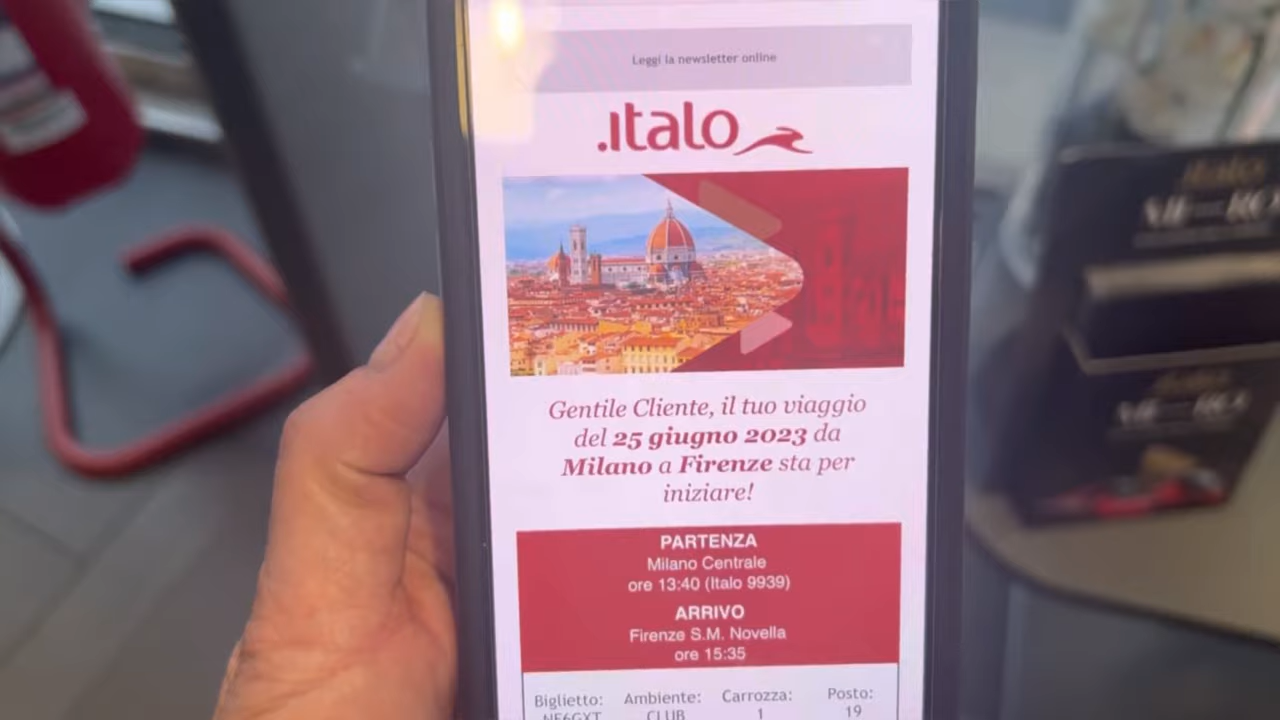 Leggi la newsletter online
.italo
Gentile Cliente, il tuo viaggio
del 25 giugno 2023 da
Milano a Firenze sta per
iniziare!
PARTENZA
Milano Centrale
ore 13:40 (Italo 9939)
ARRIVO
Firenze S.M. Novella
ore 15:35
Biglietto: Ambiente: Carrozza: Posto:
CLUB 1 19
italo